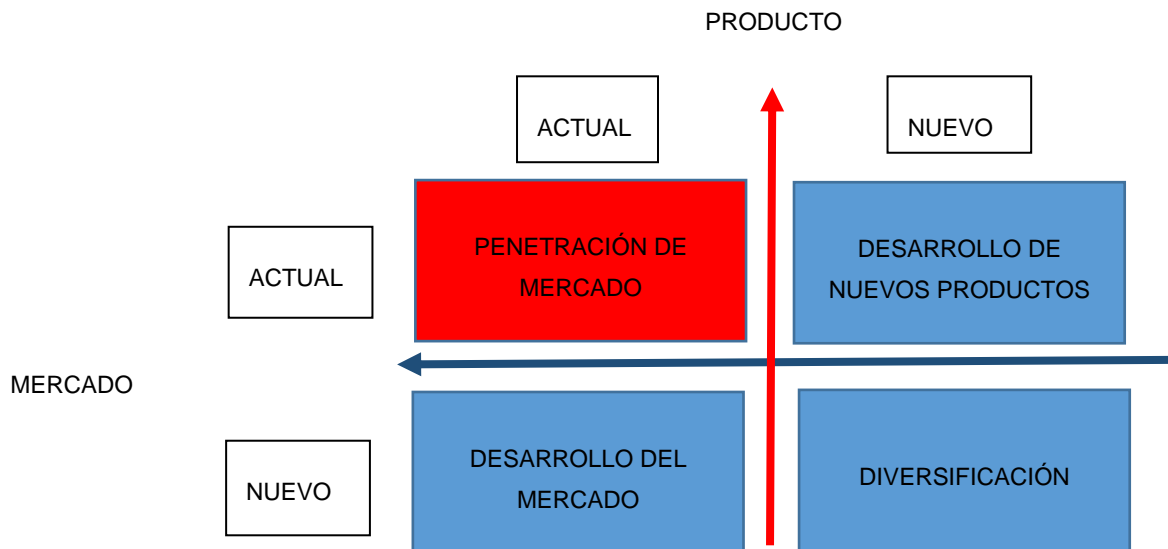 PRODUCTO
ACTUAL
NUEVO
ACTUAL
PENETRACIÓN DE
MERCADO
DESARROLLO DE
NUEVOS PRODUCTOS
MERCADO
NUEVO
DESARROLLO DEL
MERCADO
DIVERSIFICACIÓN